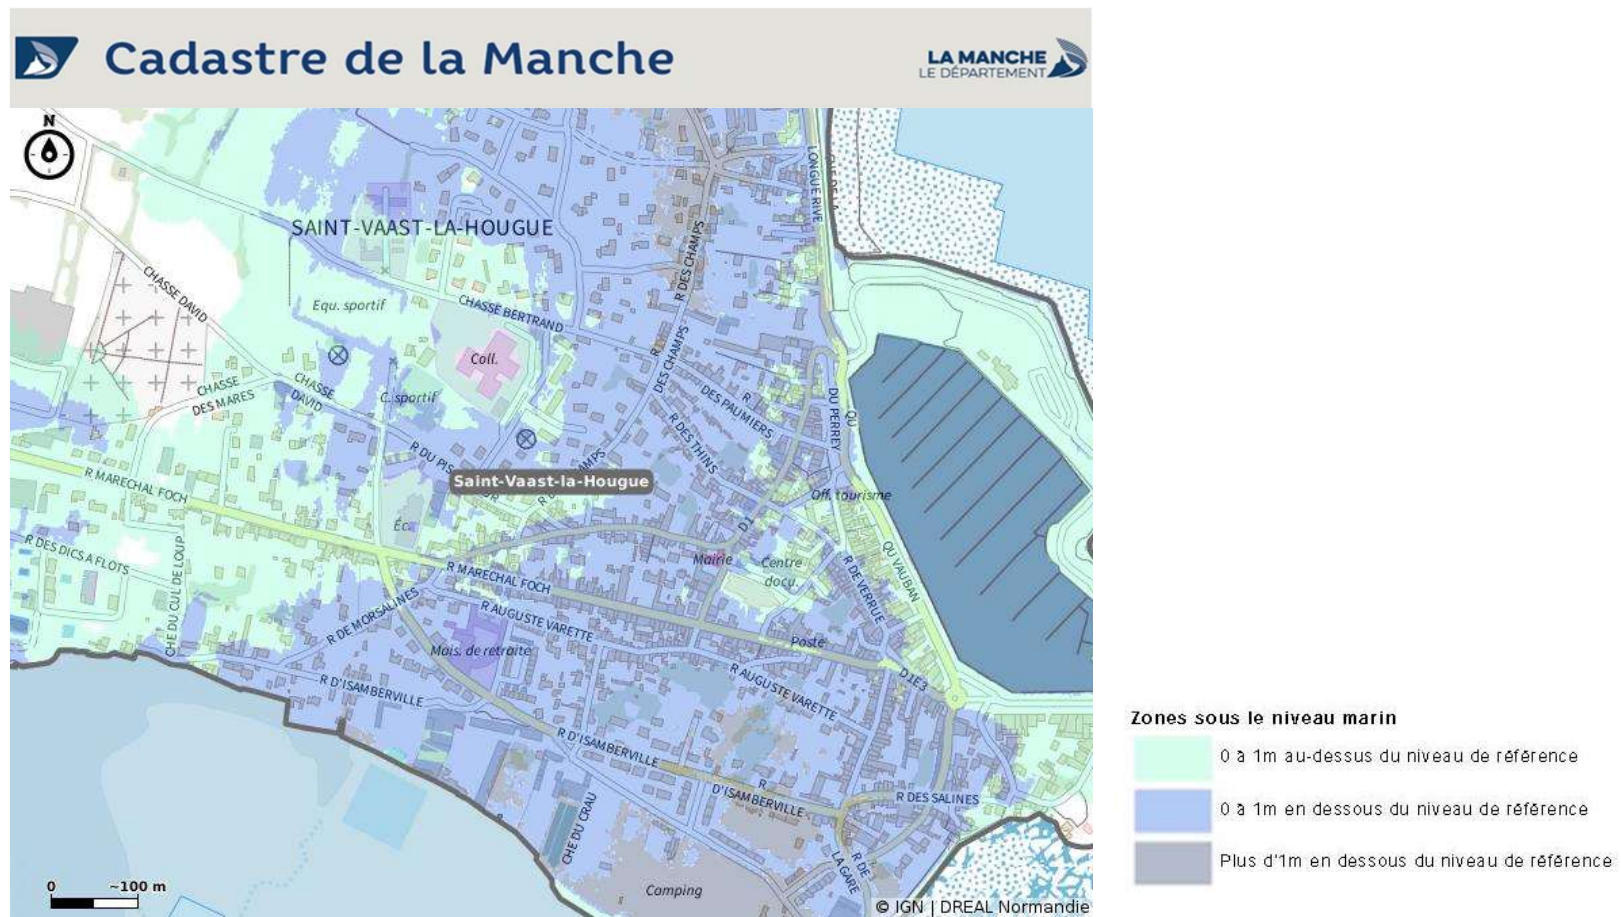 Cadastre de la Manche
LA MANCHE
LE DÉPARTEMENT
N
LONGUE RIVE
SAINT-VAAST-LA-HOUGUE
R DES CHAMPS
CHASSE DAVID
Equ. sportif
CHASSE BERTRAND
DES CHAMPS
Coll.
CHASSE
DES MARES
CHASSE
DAVID
C. sportif
R
DES PAUMIERS
DU PERREY
QU
R DES THINS
R DU PIS
Saint-Vaast-la-Hougue
R MARECHAL FOCH
Off. tourisme
Éc.
D1
R DES DICS A FLOTS
CHE DU CUL DE LOUP
Mairie
Centre
docu.
QU VAUBAN
R MARECHAL FOCH
R DE VERRUE
R DE MORSALINES
R AUGUSTE VARETTE
Mais. de retraite
Poste
R D'ISAMBERVILLE
R AUGUSTE VARETTE
D1E3
Zones sous le niveau marin
0 à 1m au-dessus du niveau de référence
R D'ISAMBERVILLE
R
D'ISAMBERVILLE
R DES SALINES
0 à 1m en dessous du niveau de référence
CHE DU CRAU
R DE
LA GARE
Plus d'1m en dessous du niveau de référence
Camping
0 ~100 m
© IGN | DREAL Normandie